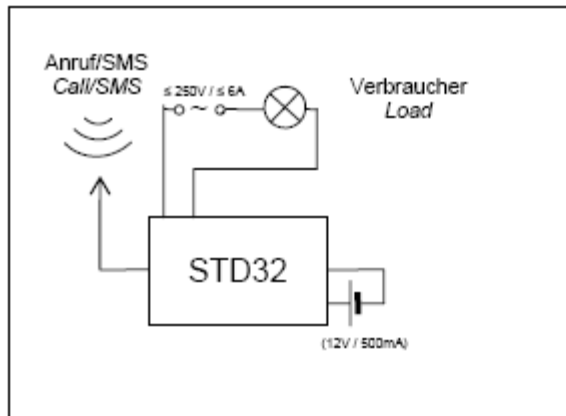 Anruf/SMS
Call/SMS
≤ 250V / ≤ 6A
~
Verbraucher
Load
STD32
(12V / 500mA)